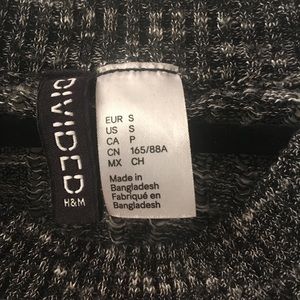 DIVIDED
H&M
EUR S
US S
CA P
CN 165/88A
MX CH
Made in
Bangladesh
Fabriqué en
Bangladesh